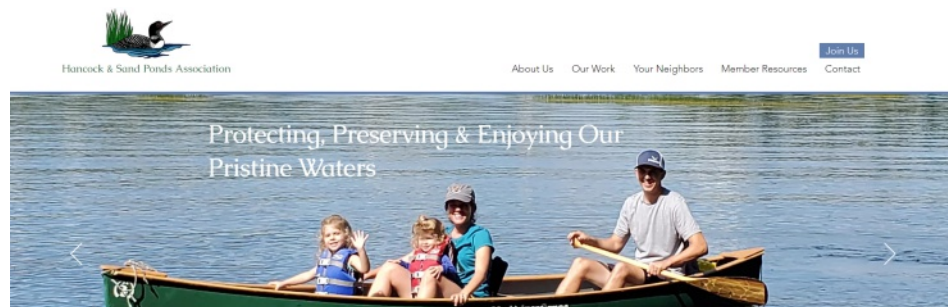 Join Us
Hancock & Sand Ponds Association
About Us Our Work Your Neighbors Member Resources Contact
Protecting, Preserving & Enjoying Our
Pristine Waters